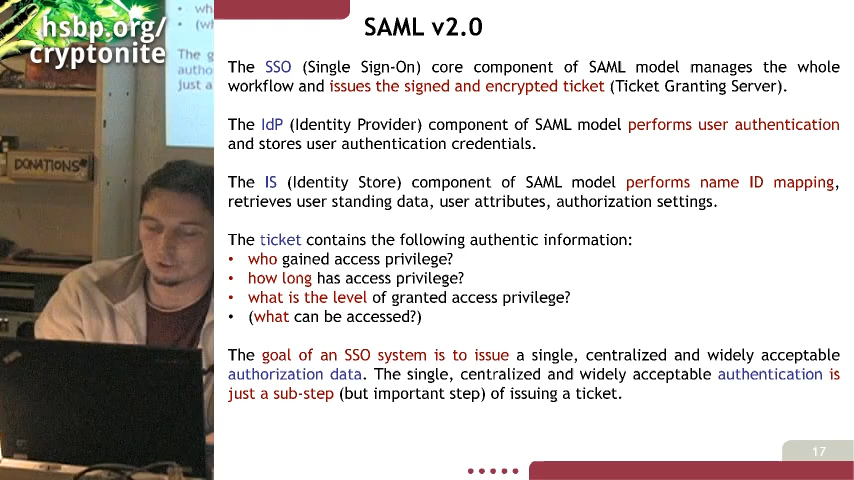 hsbp.org/
cryptonite
DONATIONS
SAML v2.0
The SSO (Single Sign-On) core component of SAML model manages the whole
workflow and issues the signed and encrypted ticket (Ticket Granting Server).
The IdP (Identity Provider) component of SAML model performs user authentication
and stores user authentication credentials.
The IS (Identity Store) component of SAML model performs name ID mapping,
retrieves user standing data, user attributes, authorization settings.
The ticket contains the following authentic information:
• who gained access privilege?
• how long has access privilege?
• what is the level of granted access privilege?
• (what can be accessed?)
The goal of an SSO system is to issue a single, centralized and widely acceptable
authorization data. The single, centralized and widely acceptable authentication is
just a sub-step (but important step) of issuing a ticket.
17